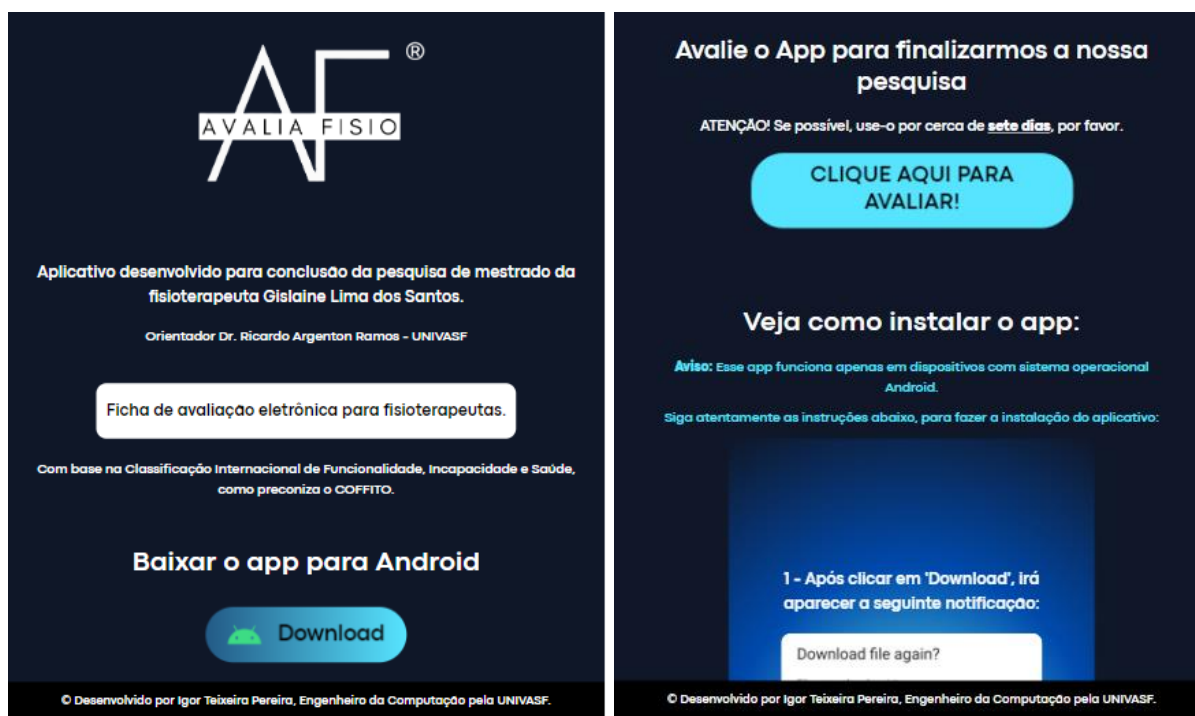 AF ®
AVALIA FISIO
Aplicativo desenvolvido para conclusão da pesquisa de mestrado da
fisioterapeuta Gislaine Lima dos Santos.
Orientador Dr. Ricardo Argenton Ramos - UNIVASF
Ficha de avaliação eletrônica para fisioterapeutas.
Com base na Classificação Internacional de Funcionalidade, Incapacidade e Saúde,
como preconiza o COFFITO.
Baixar o app para Android
Download
© Desenvolvido por Igor Teixeira Pereira, Engenheiro da Computação pela UNIVASF.
Avalie o App para finalizarmos a nossa
pesquisa
ATENÇÃO! Se possível, use-o por cerca de sete dias, por favor.
CLIQUE AQUI PARA
AVALIAR!
Veja como instalar o app:
Aviso: Esse app funciona apenas em dispositivos com sistema operacional
Android.
Siga atentamente as instruções abaixo, para fazer a instalação do aplicativo:
1 - Após clicar em 'Download', irá
aparecer a seguinte notificação:
Download file again?
© Desenvolvido por Igor Teixeira Pereira, Engenheiro da Computação pela UNIVASF.